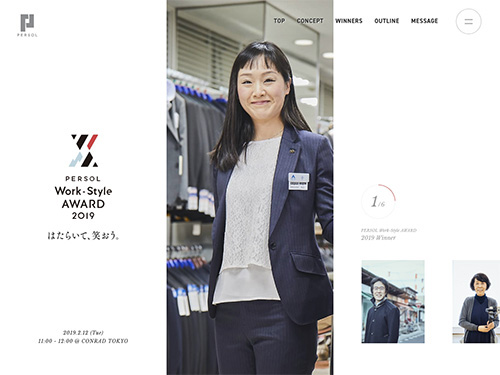 PERSOL
TOP CONCEPT WINNERS OUTLINE MESSAGE
PERSOL
Work・Style
AWARD
2019
はたらいて、笑おう。
2019.2.12 (Tue)
11:00 - 12:00 @ CONRAD TOKYO
1/6
PERSOL Work・Style AWARD
2019 Winner